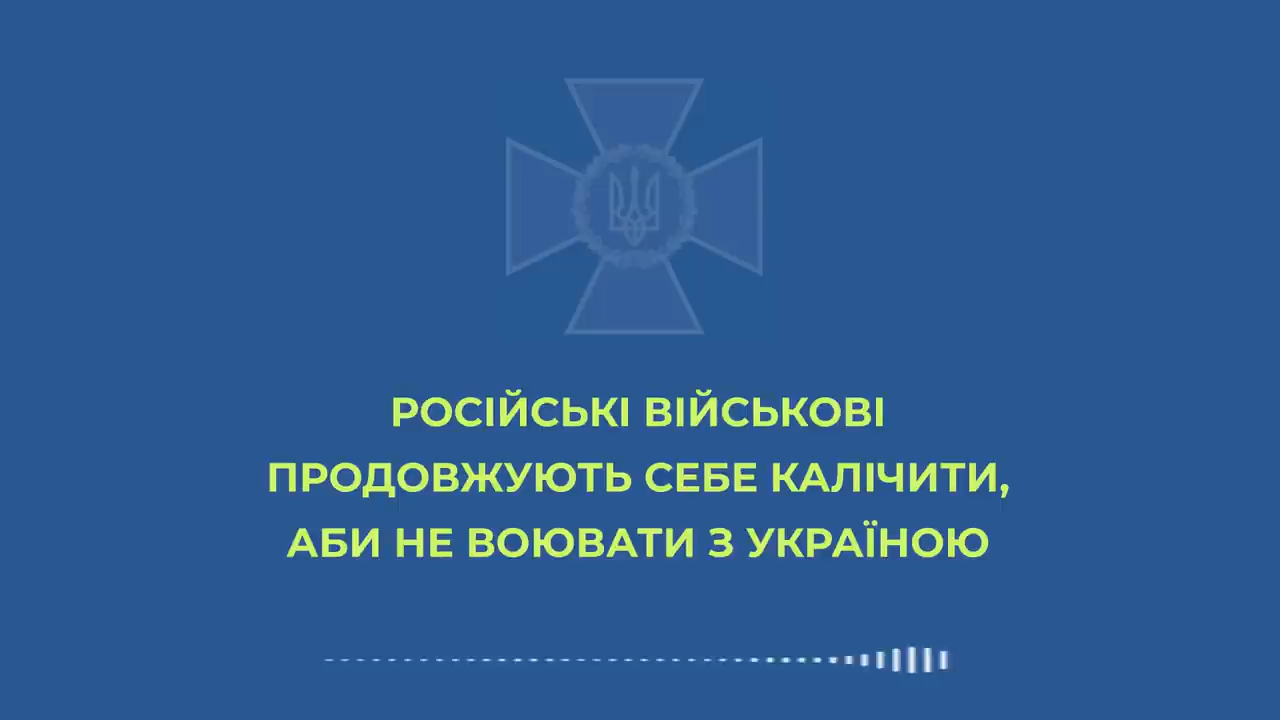 РОСІЙСЬКІ ВІЙСЬКОВІ
ПРОДОВЖУЮТЬ СЕБЕ КАЛІЧИТИ,
АБИ НЕ ВОЮВАТИ З УКРАЇНОЮ